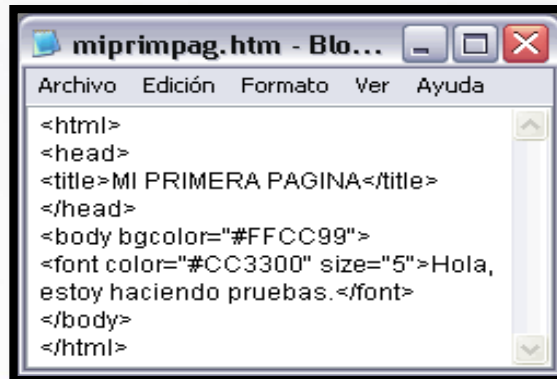 miprimpag.htm - Blo...
Archivo Edición Formato Ver Ayuda
<html>
<head>
<title>MI PRIMERA PAGINA</title>
</head>
<body bgcolor="#FFCC99">
<font color="#CC3300" size="5">Hola,
estoy haciendo pruebas.</font>
</body>
</html>